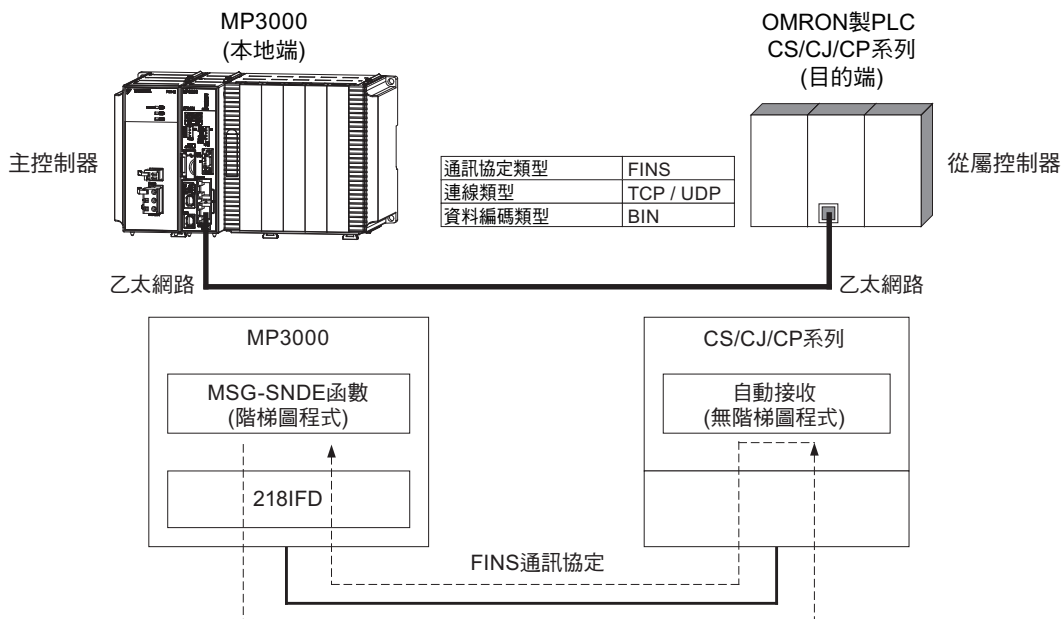 MP3000
(本地端)
OMRON製PLC
CS/CJ/CP系列
(目的端)
主控制器
通訊協定類型 FINS
連線類型 TCP / UDP
資料編碼類型 BIN
從屬控制器
乙太網路
乙太網路
MP3000
MSG-SNDE函數
(階梯圖程式)
218IFD
CS/CJ/CP系列
自動接收
(無階梯圖程式)
FINS通訊協定